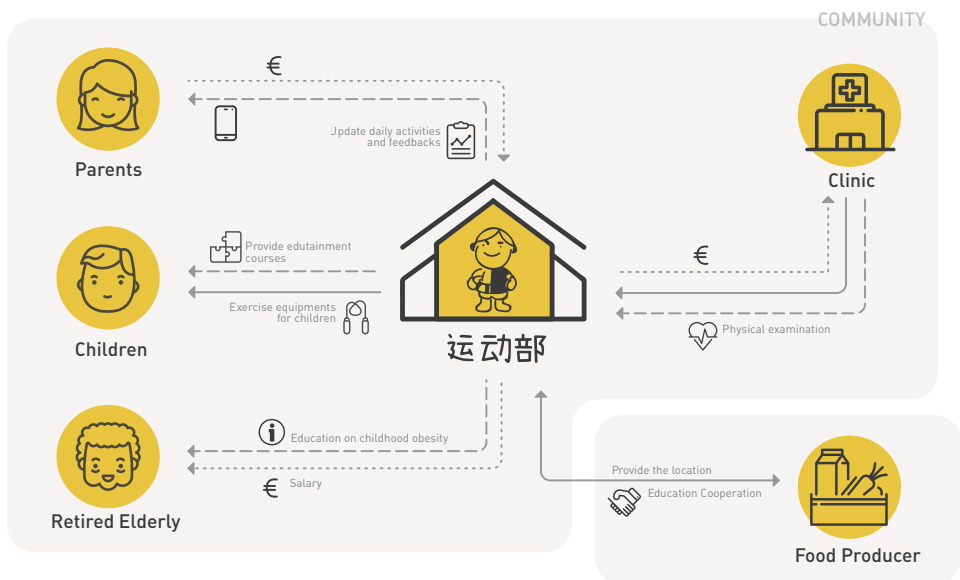 COMMUNITY
€
Update daily activities
and feedbacks
Parents
Clinic
Provide edutainment
courses
€
Exercise equipments
for children
Physical examination
Children
运动部
Education on childhood obesity
€ Salary
Provide the location
Education Cooperation
Retired Elderly
Food Producer